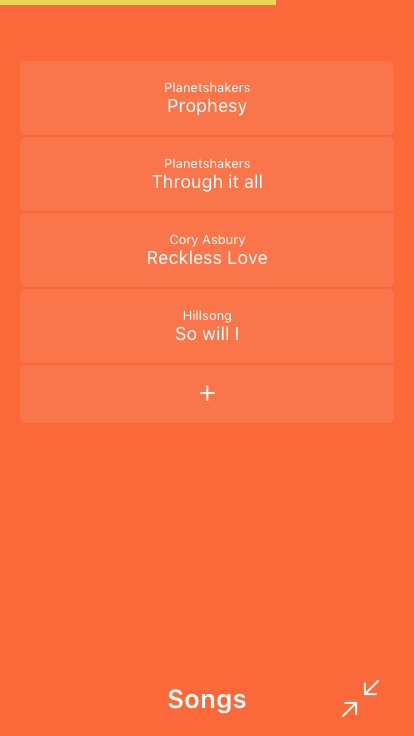 Planetshakers
Prophesy
Planetshakers
Through it all
Cory Asbury
Reckless Love
Hillsong
So will I
+
Songs